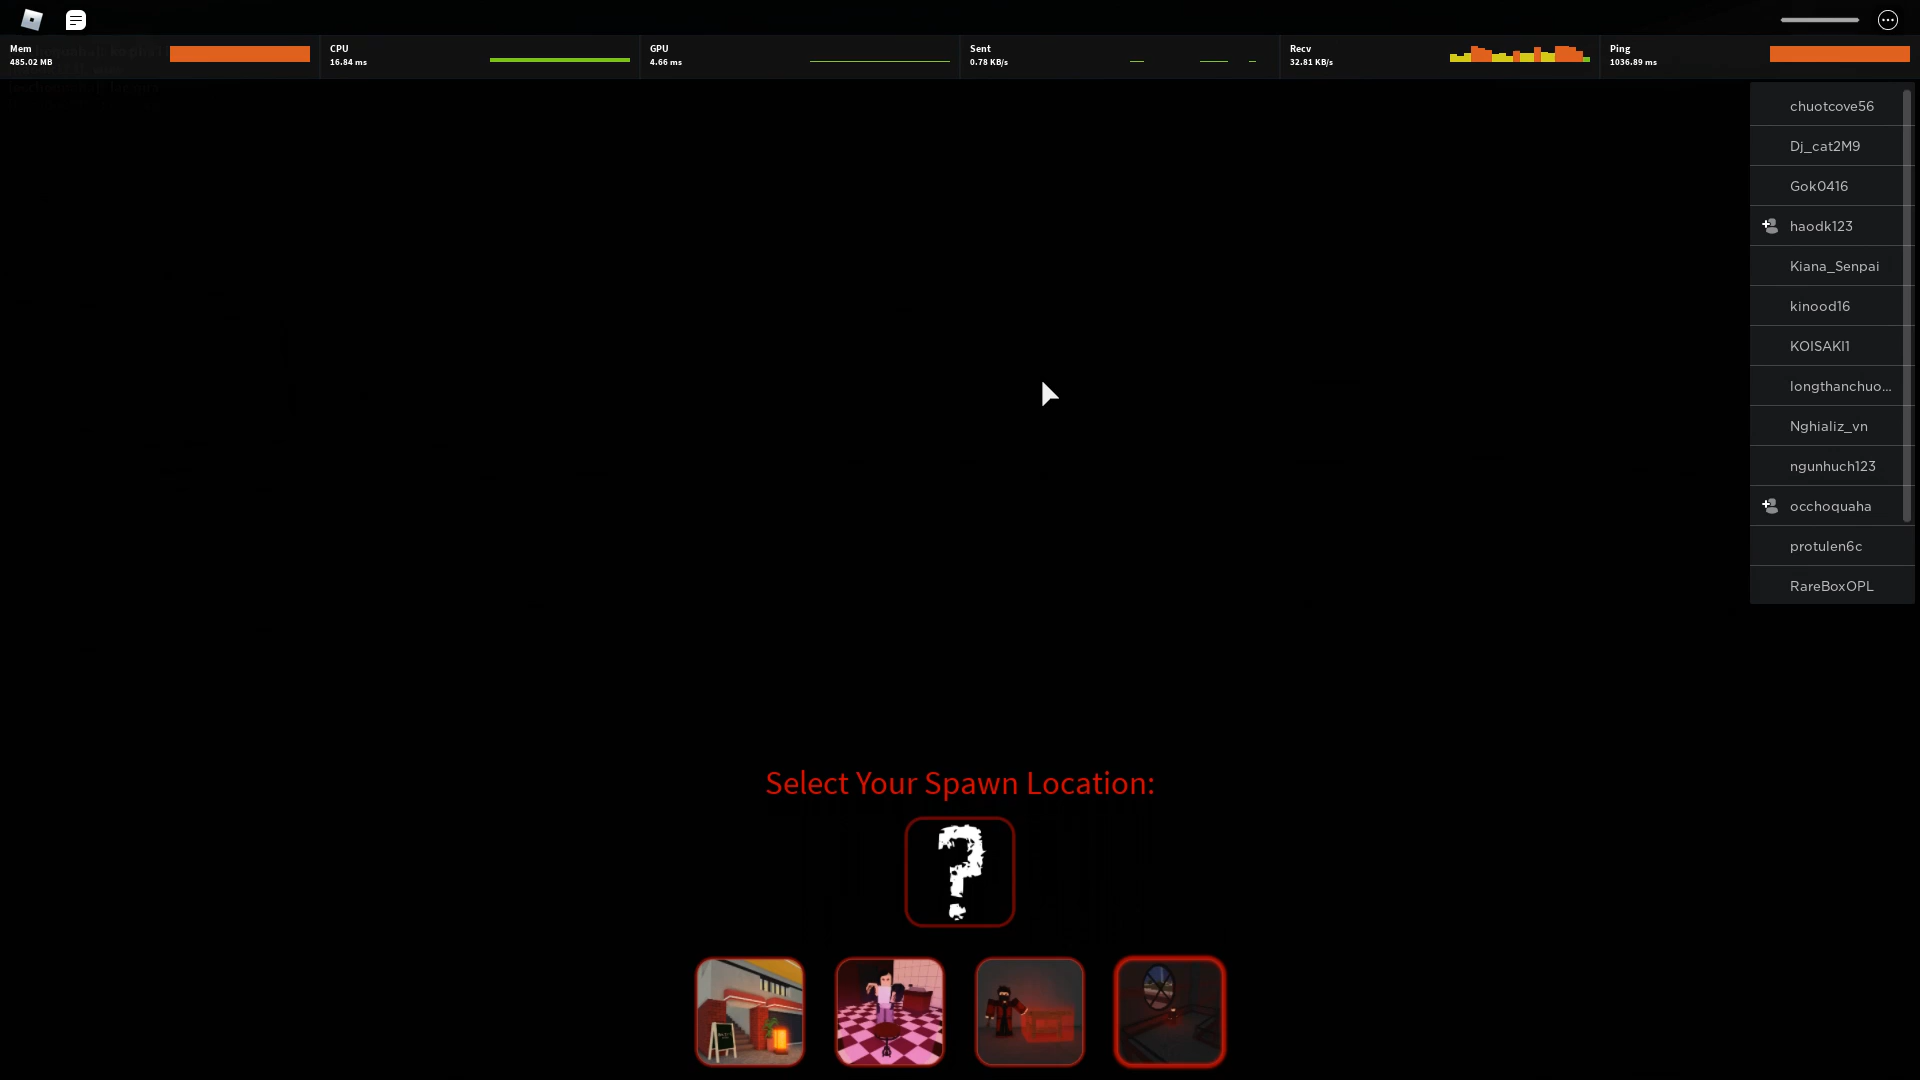 Mem
485.02 MB
CPU
16.84 ms
GPU
4.66 ms
Sent
0.78 KB/s
Recv
32.81 KB/s
Ping
1036.89 ms
chuotcove56
Dj_cat2M9
Gok0416
haodk123
Kiana_Senpai
kinood16
KOISAKI1
longthanchuo...
Nghializ_vn
ngunhuch123
occhoquaha
protulen6c
RareBoxOPL
Select Your Spawn Location:
?